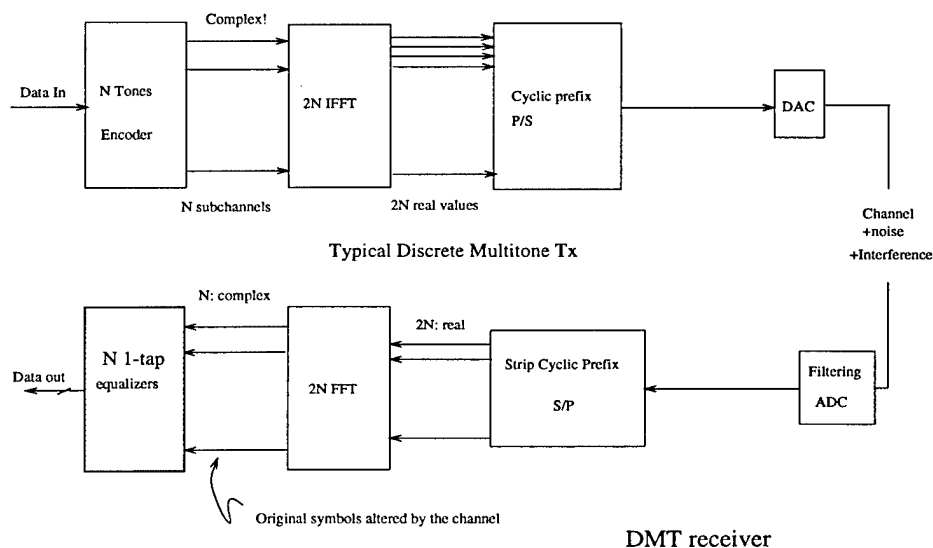 Complex!
Data In
N Tones
Encoder
2N IFFT
Cyclic prefix
P/S
DAC
N subchannels
2N real values
Channel
+noise
+Interference
Typical Discrete Multitone Tx
N: complex
2N: real
Data out
N 1-tap
equalizers
2N FFT
Strip Cyclic Prefix
S/P
Filtering
ADC
Original symbols altered by the channel
DMT receiver